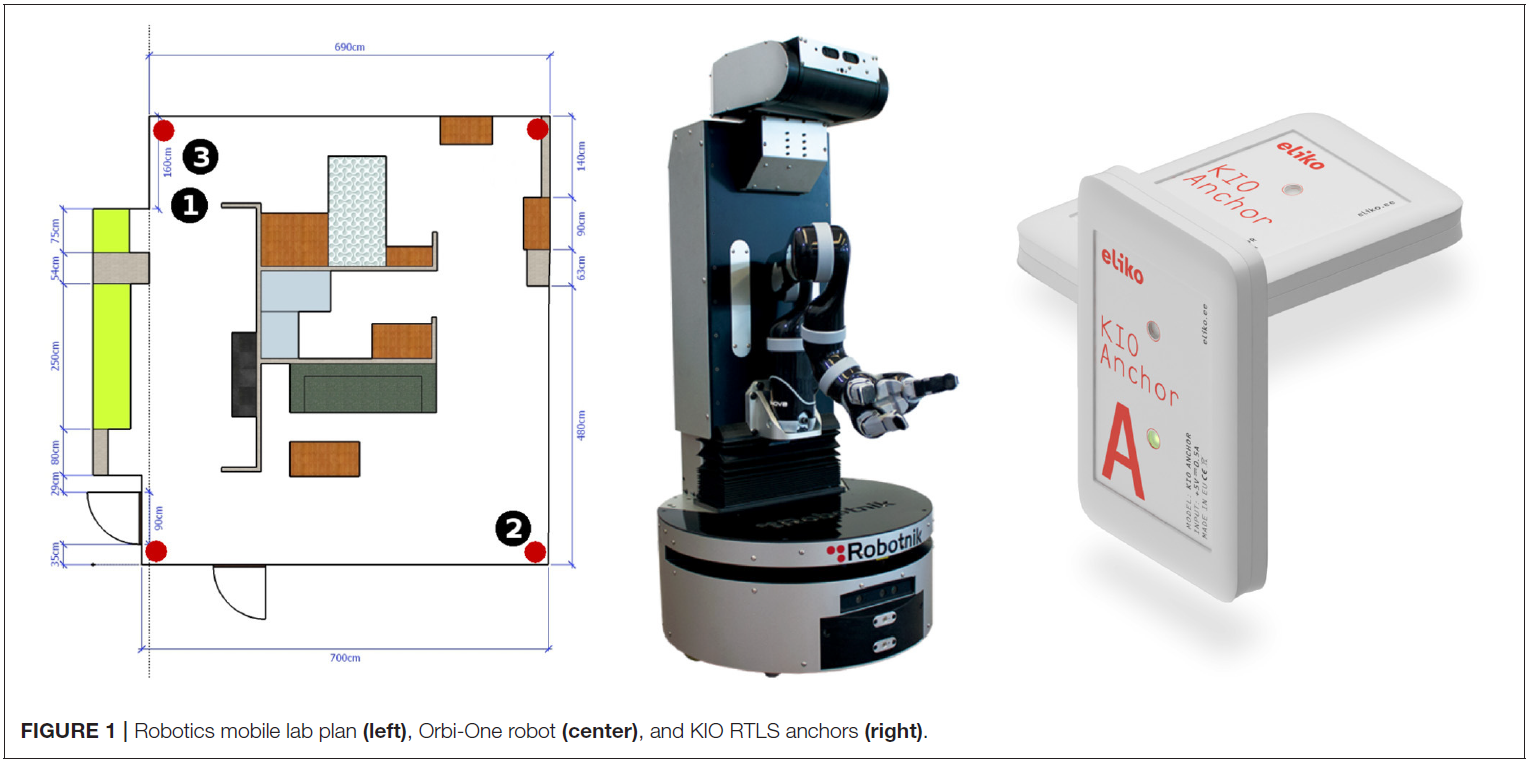 690cm
160cm
140cm
3
1
75cm
90cm
54cm
63cm
250cm
480cm
80cm
29cm
90cm
2
35cm
700cm
Robotnik
Robotnik
eliko
KIO
Anchor
eliko.ee
eliko
eliko.ee
KIO
Anchor
A
MODEL: KIO ANCHOR
INPUT: +5V⎓0.5A
MADE IN EU CE
FIGURE 1 | Robotics mobile lab plan (left), Orbi-One robot (center), and KIO RTLS anchors (right).